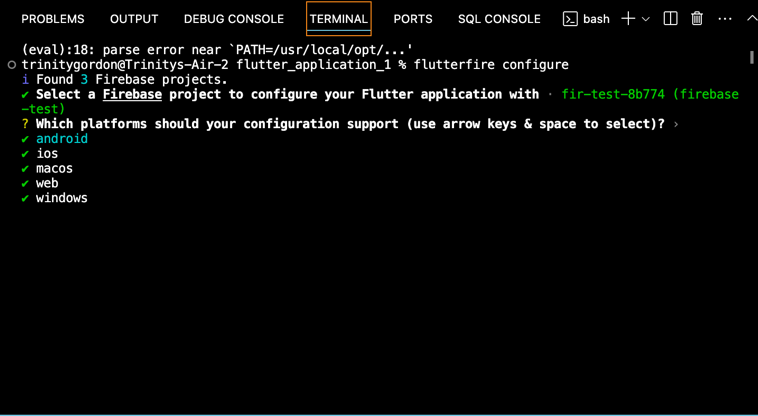 PROBLEMS OUTPUT DEBUG CONSOLE TERMINAL PORTS SQL CONSOLE bash
(eval):18: parse error near `PATH=/usr/local/opt/...'
trinitygordon@Trinitys-Air-2 flutter_application_1 % flutterfire configure
i Found 3 Firebase projects.
✔ Select a Firebase project to configure your Flutter application with · fir-test-8b774 (firebase
-test)
? Which platforms should your configuration support (use arrow keys & space to select)? ›
✔ android
✔ ios
✔ macos
✔ web
✔ windows